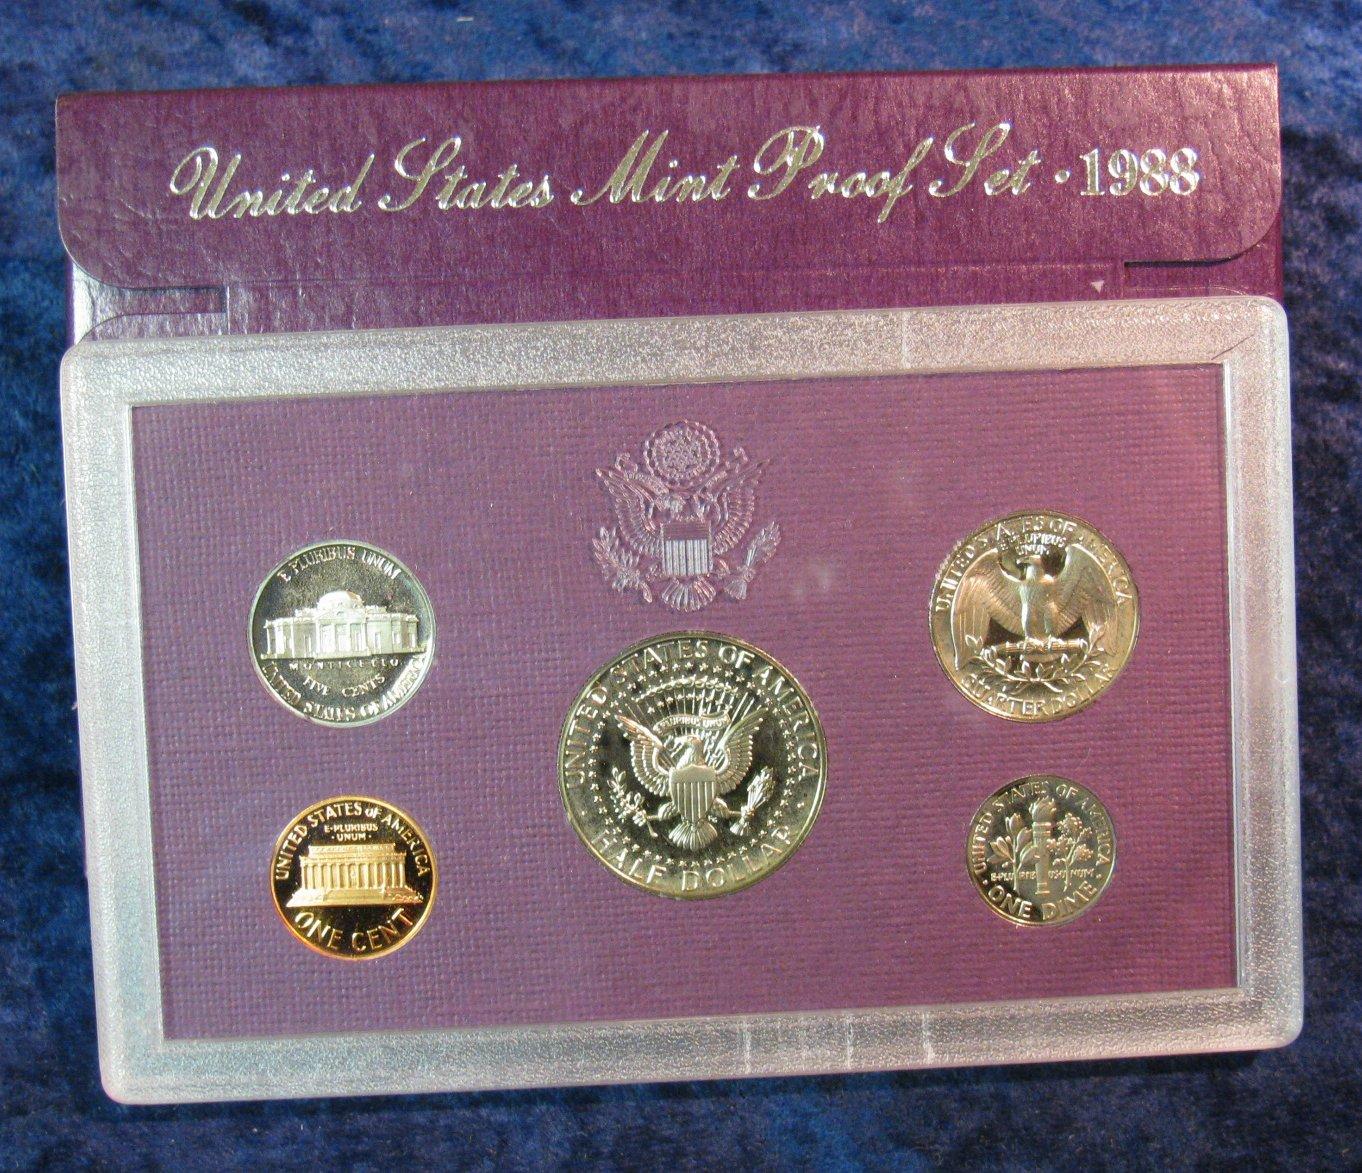 United States Mint Proof Set · 1988
E PLURIBUS UNUM
MONTICELLO
FIVE CENTS
UNITED STATES OF AMERICA
UNITED STATES OF AMERICA
E PLURIBUS
UNUM
QUARTER DOLLAR
UNITED STATES OF AMERICA
E PLURIBUS UNUM
HALF DOLLAR
UNITED STATES OF AMERICA
E·PLURIBUS
·UNUM·
ONE CENT
UNITED STATES OF AMERICA
E·PLURIBUS·UNUM·
·ONE DIME·